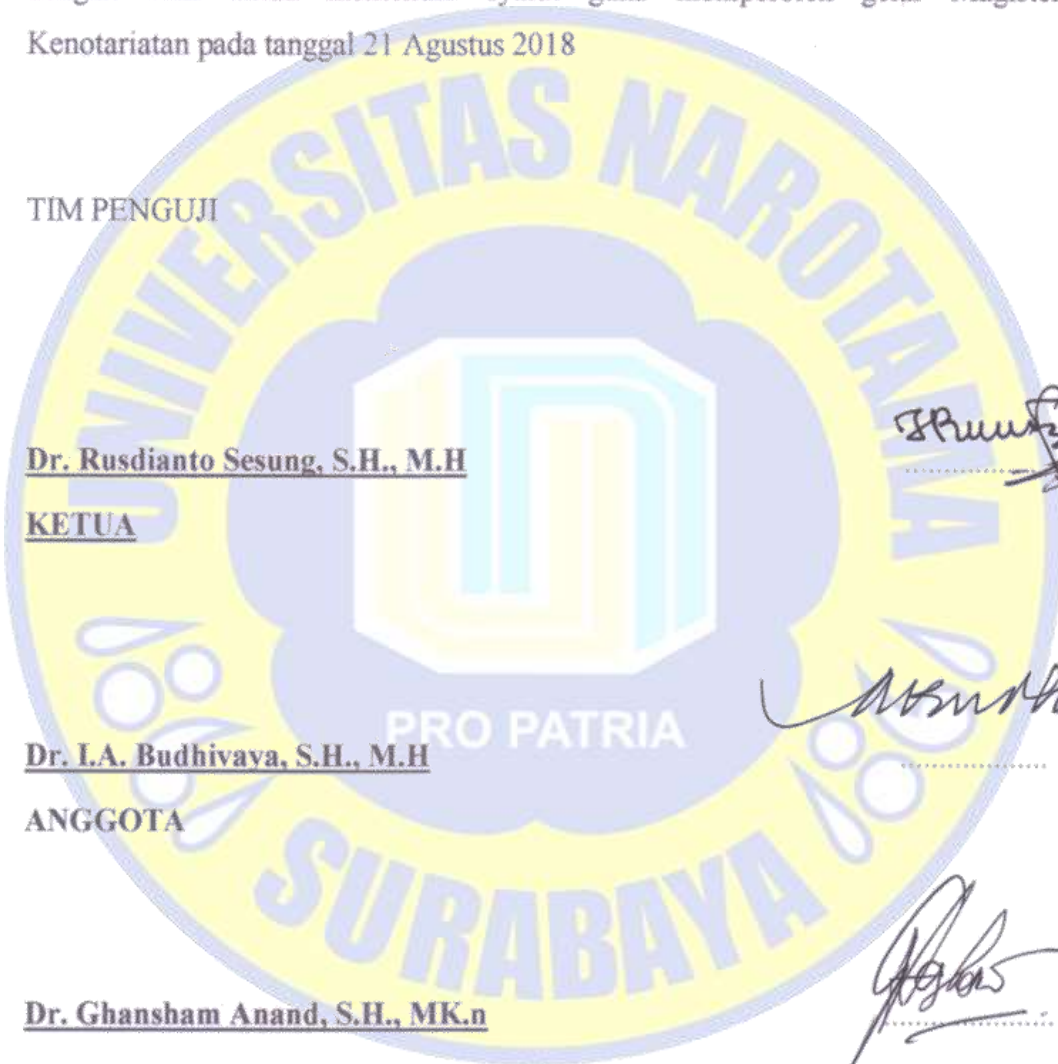 Kenotariatan pada tanggal 21 Agustus 2018
UNIVERSITAS NAROTAMA
TIM PENGUJI
Dr. Rusdianto Sesung, S.H., M.H
KETUA
PRO PATRIA
Dr. I.A. Budhivaya, S.H., M.H
ANGGOTA
SURABAYA
Dr. Ghansham Anand, S.H., MK.n